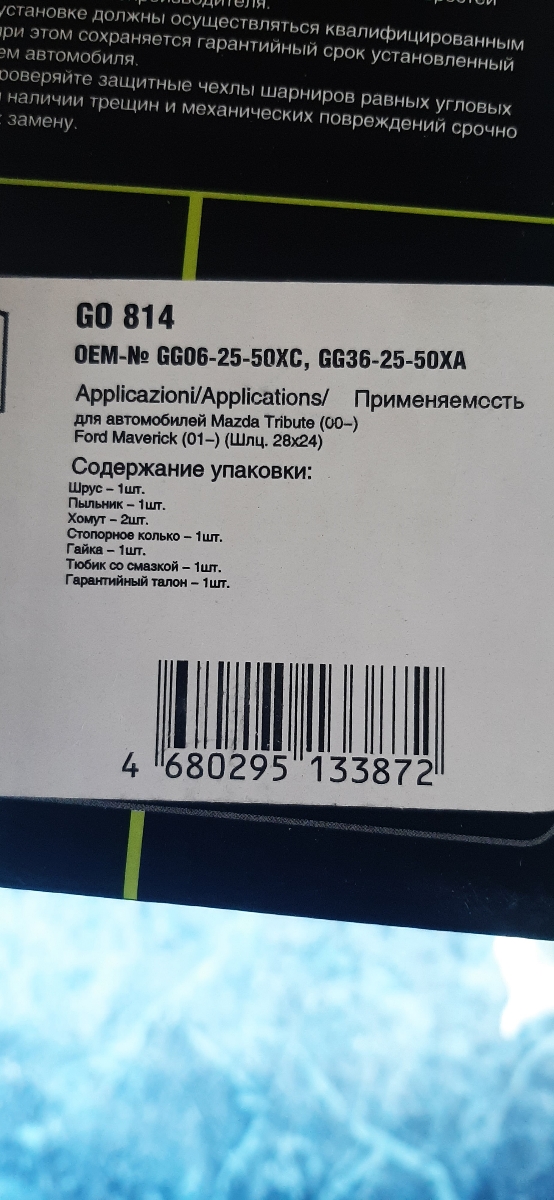 установке должны осуществляться квалифицированным
при этом сохраняется гарантийный срок установленный
автомобиля.
проверяйте защитные чехлы шарниров равных угловых
наличии трещин и механических повреждений срочно
замену.
GO 814
OEM-№ GG06-25-50XC, GG36-25-50XA
Applicazioni/Applications/ Применяемость
для автомобилей Mazda Tribute (00–)
Ford Maverick (01–) (Шлц. 28x24)
Содержание упаковки:
Шрус – 1шт.
Пыльник – 1шт.
Хомут – 2шт.
Стопорное колько – 1шт.
Гайка – 1шт.
Тюбик со смазкой – 1шт.
Гарантийный талон – 1шт.
4 680295 133872